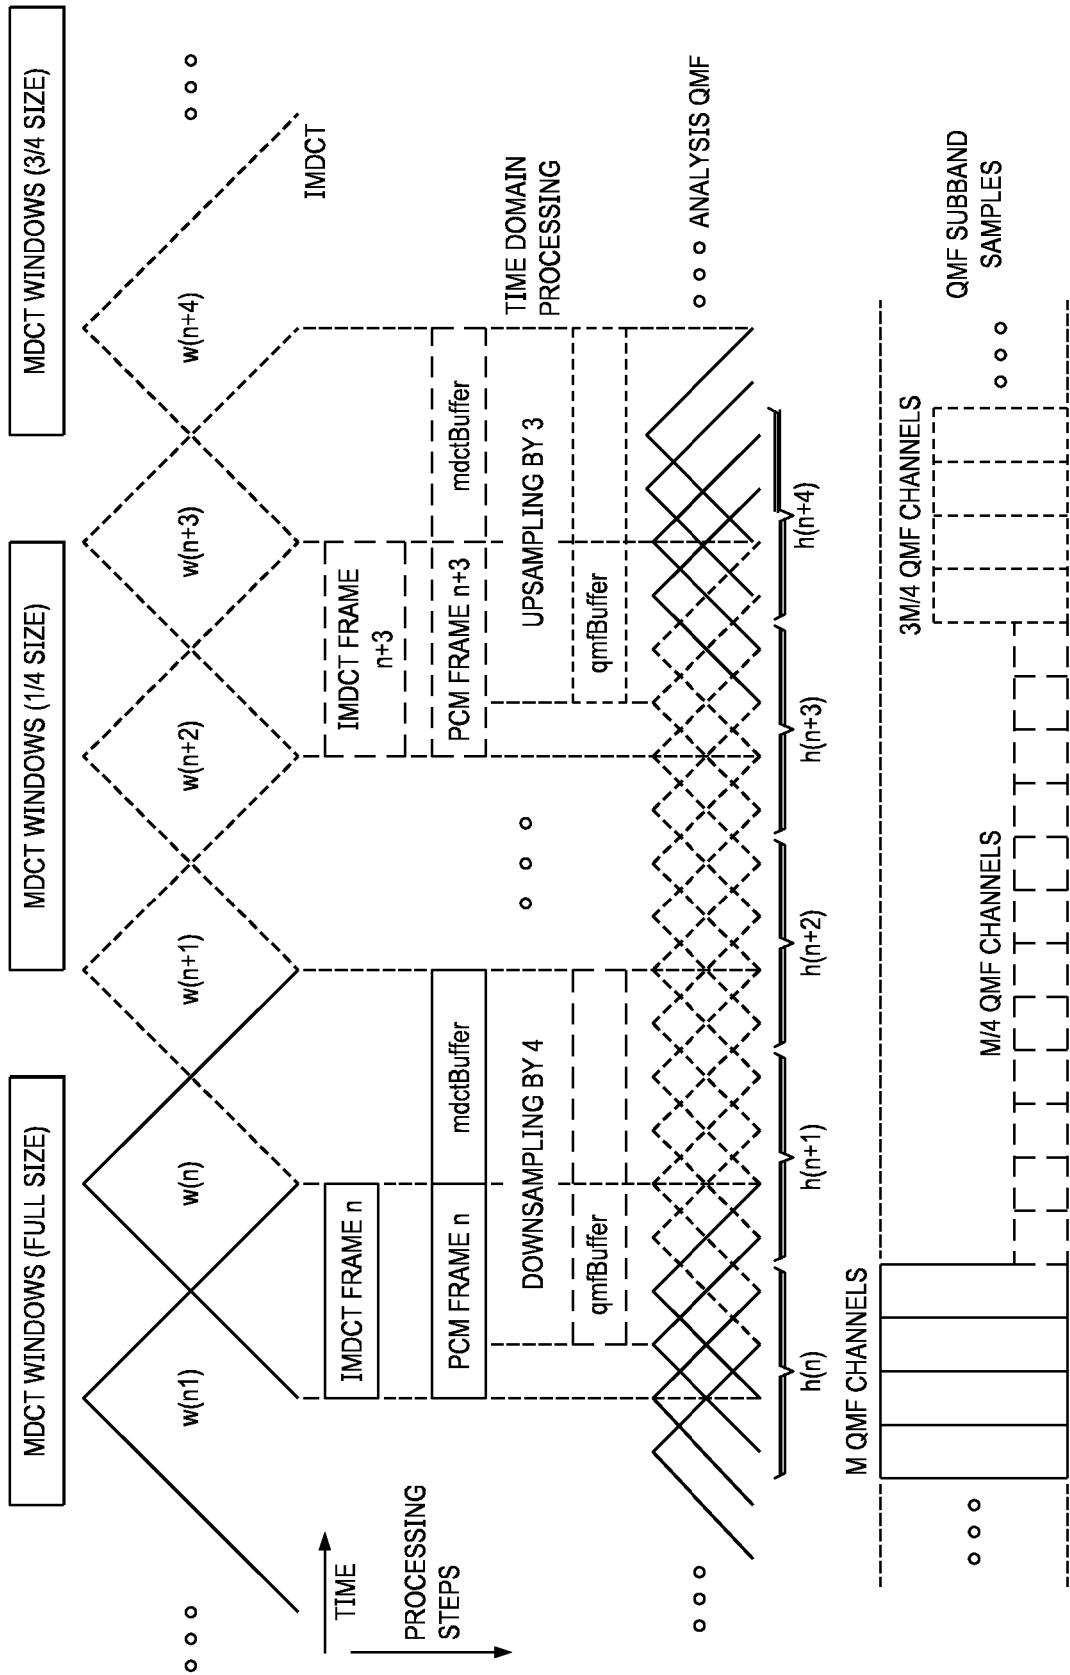 MDCT WINDOWS (FULL SIZE)
MDCT WINDOWS (1/4 SIZE)
MDCT WINDOWS (3/4 SIZE)
w(n1)
w(n)
w(n+1)
w(n+2)
w(n+3)
w(n+4)
IMDCT
TIME
PROCESSING
STEPS
IMDCT FRAME n
IMDCT FRAME
n+3
PCM FRAME n
mdctBuffer
PCM FRAME n+3
mdctBuffer
TIME DOMAIN
PROCESSING
DOWNSAMPLING BY 4
UPSAMPLING BY 3
qmfBuffer
qmfBuffer
ANALYSIS QMF
h(n)
h(n+1)
h(n+2)
h(n+3)
h(n+4)
M QMF CHANNELS
M/4 QMF CHANNELS
3M/4 QMF CHANNELS
QMF SUBBAND
SAMPLES